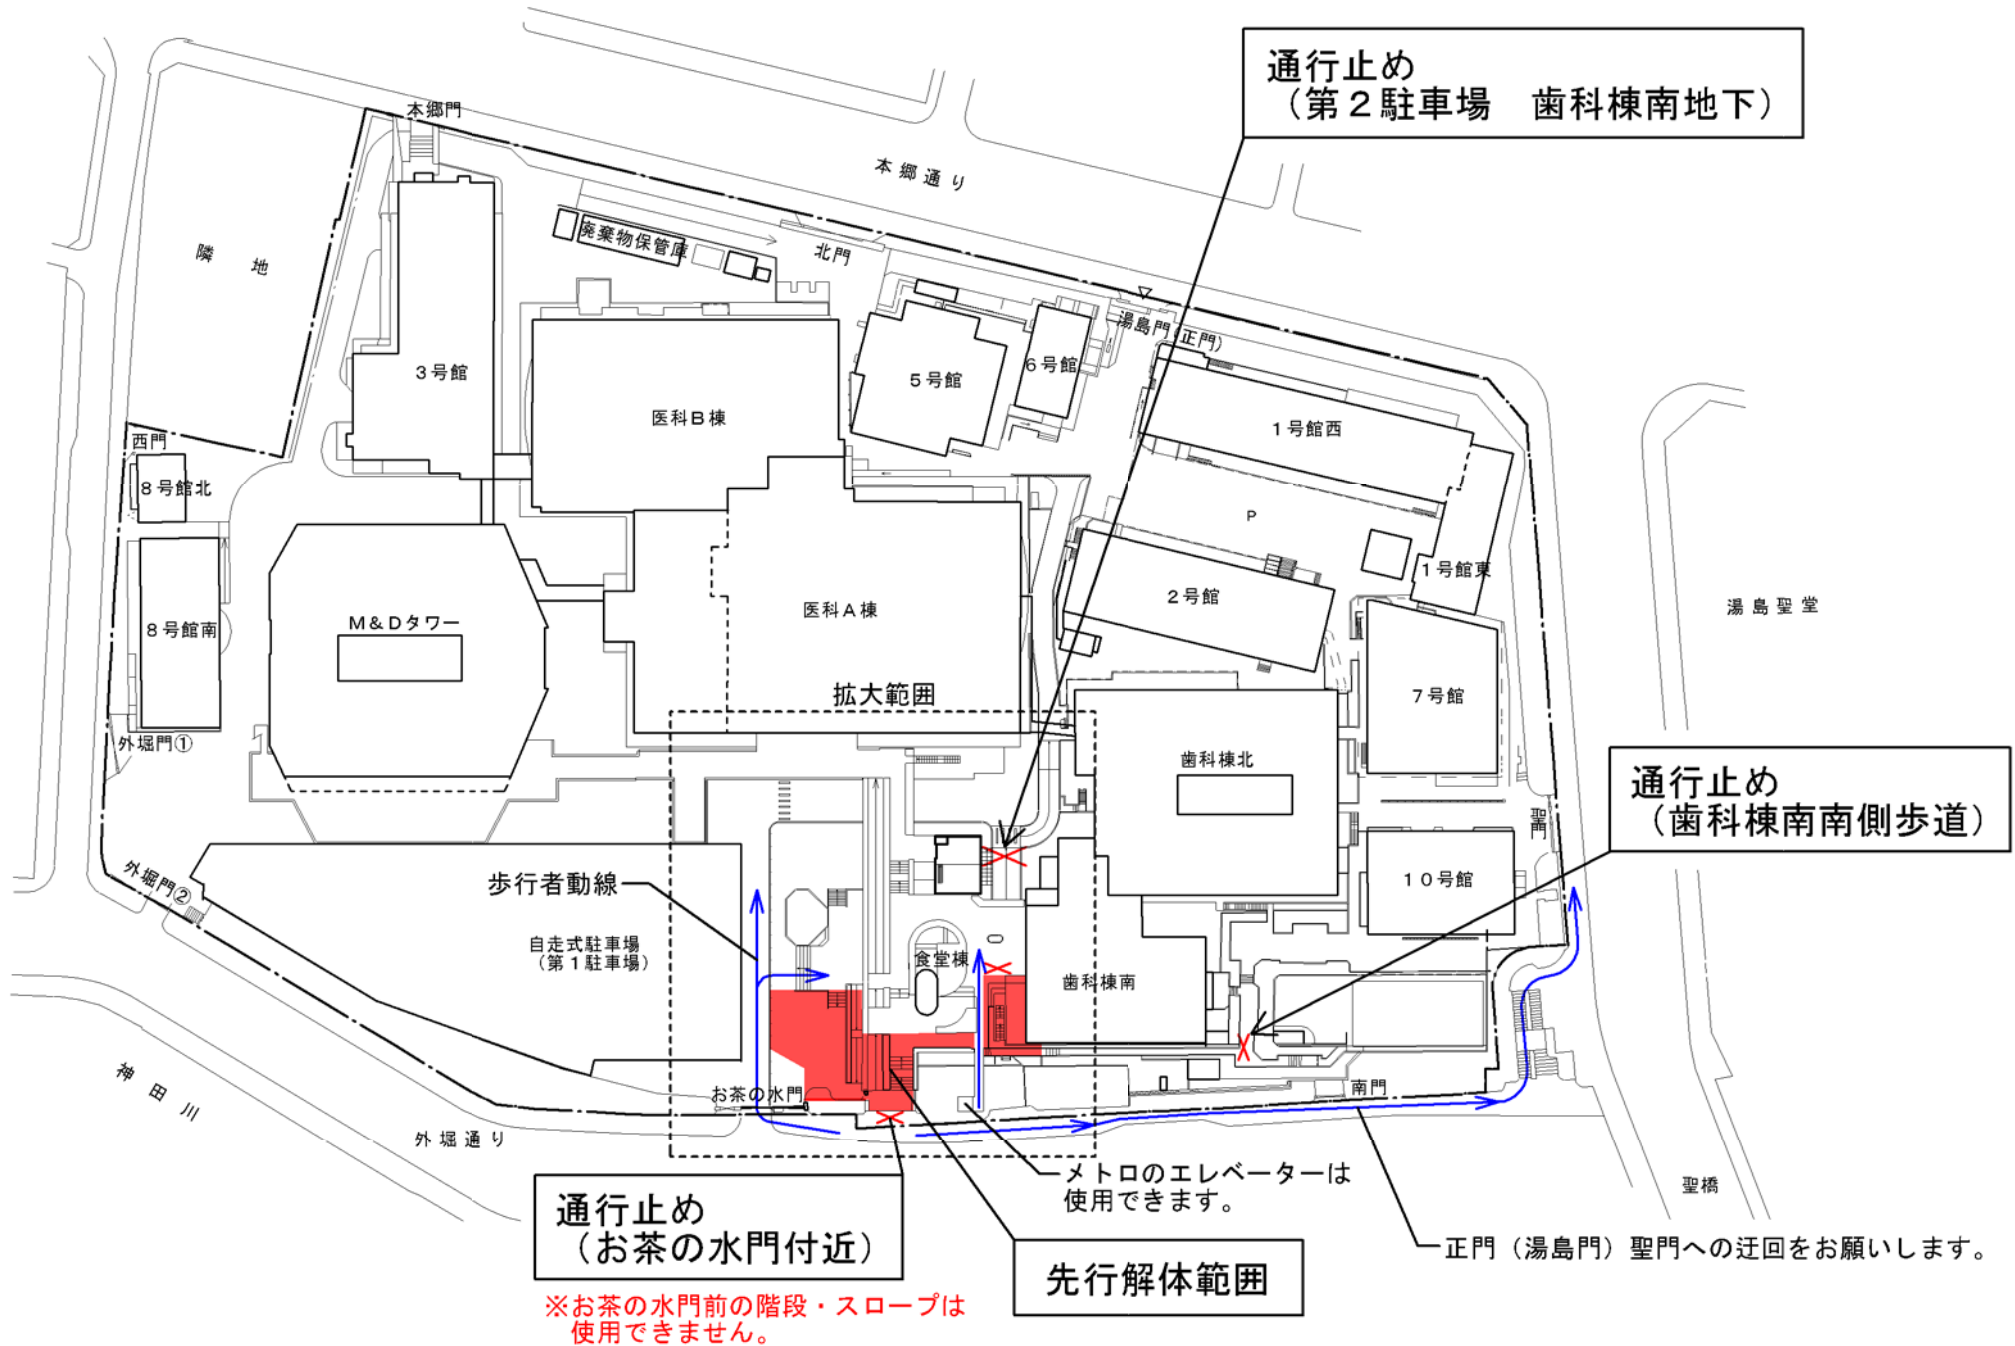 通行止め
（第２駐車場　歯科棟南地下）
本郷門
本郷通り
隣　地
廃棄物保管庫
北門
湯島門（正門）
３号館
５号館
６号館
医科Ｂ棟
１号館西
西門
８号館北
Ｐ
１号館東
２号館
医科Ａ棟
湯島聖堂
Ｍ＆Ｄタワー
８号館南
拡大範囲
７号館
外堀門①
歯科棟北
通行止め
（歯科棟南南側歩道）
聖門
外堀門②
歩行者動線
１０号館
自走式駐車場
（第１駐車場）
食堂棟
歯科棟南
神田川
お茶の水門
南門
外堀通り
メトロのエレベーターは
使用できます。
聖橋
通行止め
（お茶の水門付近）
先行解体範囲
正門（湯島門）聖門への迂回をお願いします。
※お茶の水門前の階段・スロープは
使用できません。